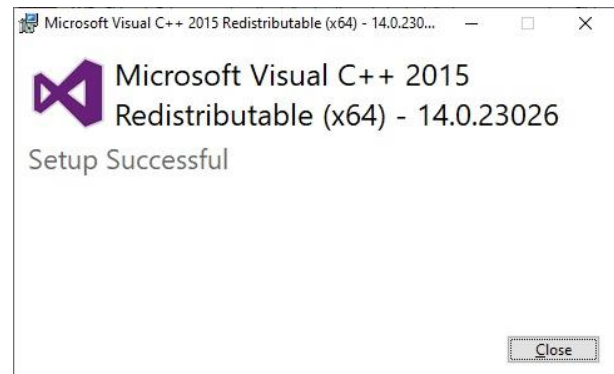 Microsoft Visual C++ 2015 Redistributable (x64) - 14.0.230...
Microsoft Visual C++ 2015
Redistributable (x64) - 14.0.23026
Setup Successful
Close